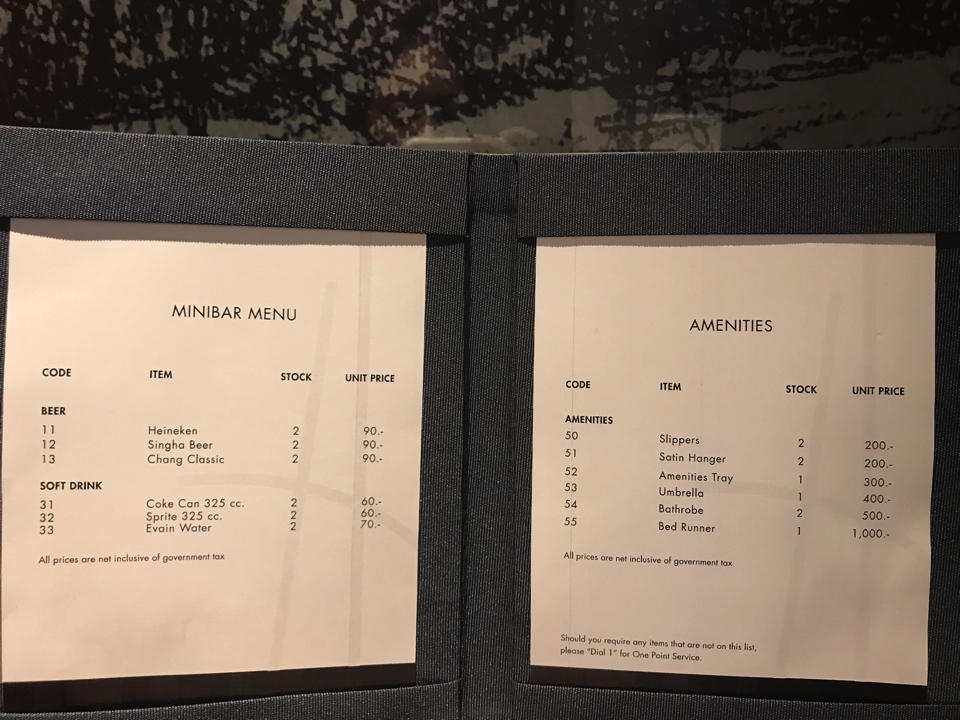 MINIBAR MENU
CODE ITEM STOCK UNIT PRICE
BEER
11 Heineken 2 90.-
12 Singha Beer 2 90.-
13 Chang Classic 2 90.-
SOFT DRINK
31 Coke Can 325 cc. 2 60.-
32 Sprite 325 cc. 2 60.-
33 Evain Water 2 70.-
All prices are net inclusive of government tax
AMENITIES
CODE ITEM STOCK UNIT PRICE
AMENITIES
50 Slippers 2 200.-
51 Satin Hanger 2 200.-
52 Amenities Tray 1 300.-
53 Umbrella 1 400.-
54 Bathrobe 2 500.-
55 Bed Runner 1 1,000.-
All prices are net inclusive of government tax
Should you require any items that are not on this list,
please "Dial 1" for One Point Service.